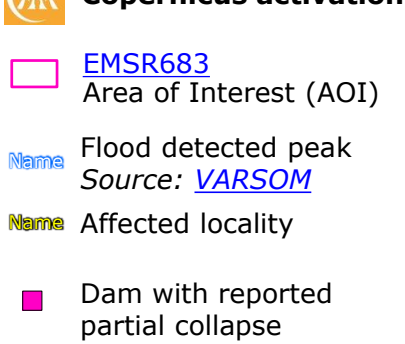 Copernicus activation
EMSR683
Area of Interest (AOI)
Name Flood detected peak
Source: VARSOM
Name Affected locality
Dam with reported
partial collapse